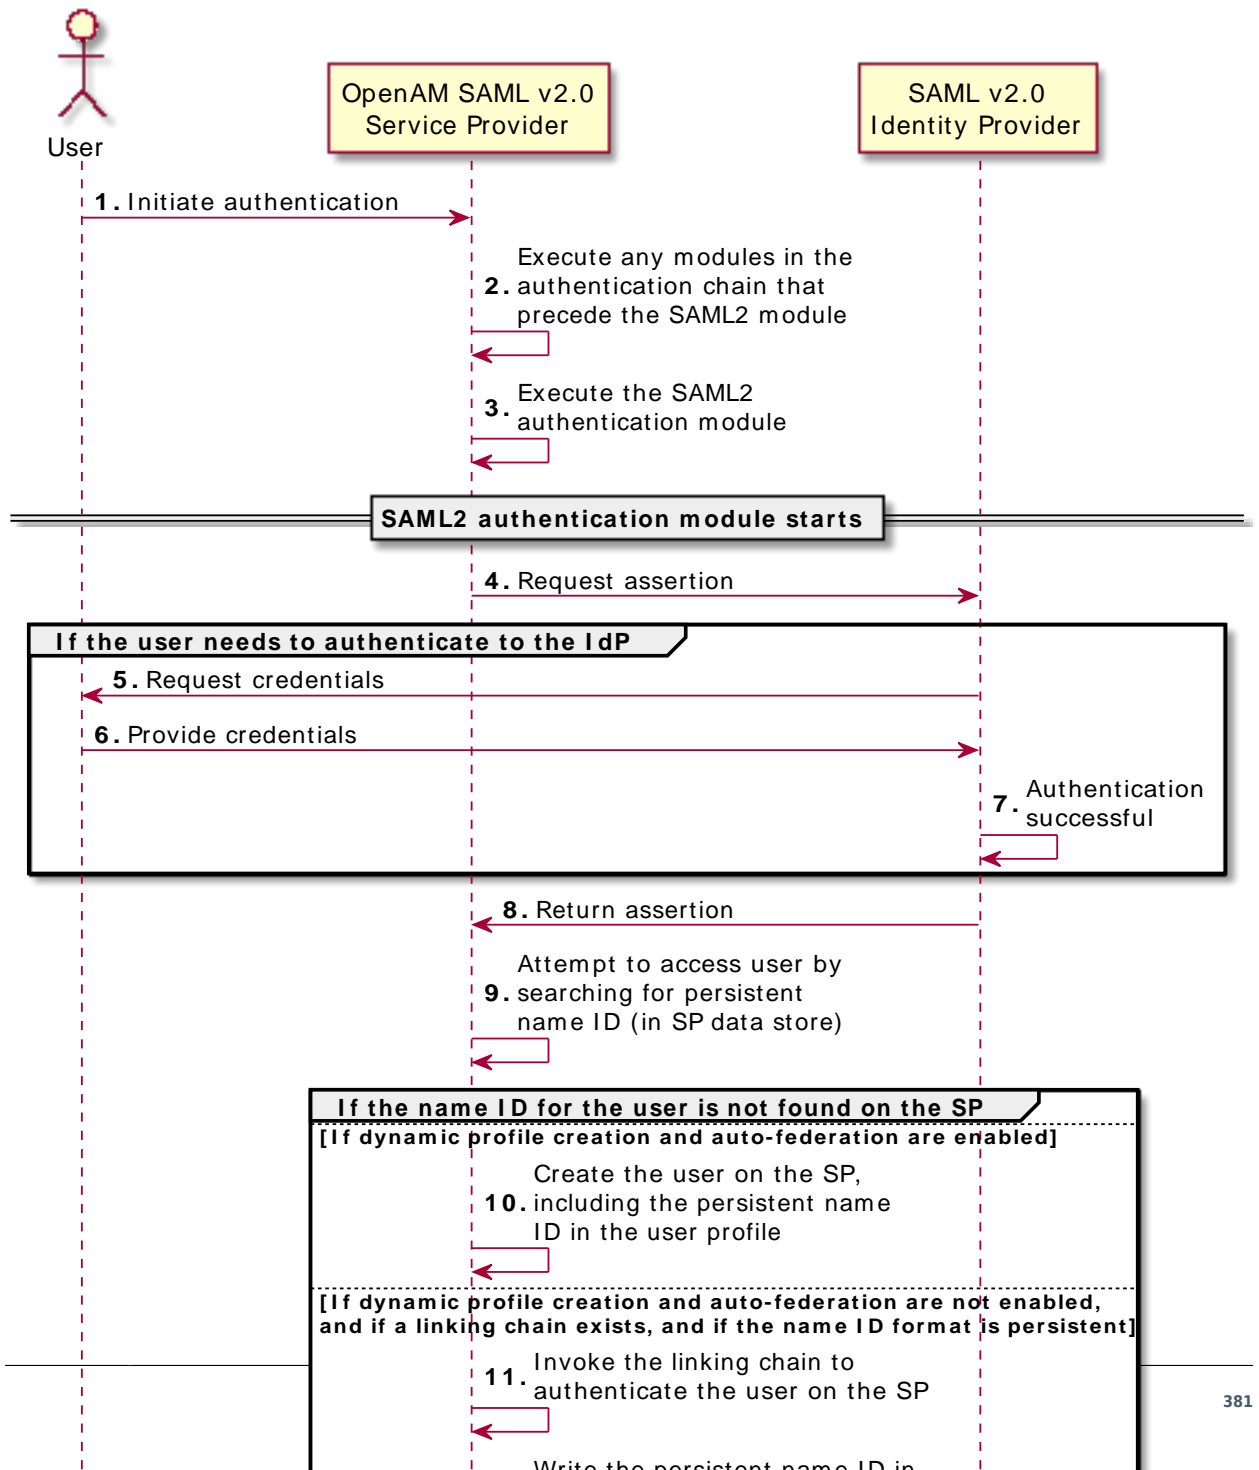 User
OpenAM SAML v2.0
Service Provider
SAML v2.0
Identity Provider
1. Initiate authentication
Execute any modules in the
2. authentication chain that
precede the SAML2 module
Execute the SAML2
3. authentication module
SAML2 authentication module starts
4. Request assertion
If the user needs to authenticate to the IdP
5. Request credentials
6. Provide credentials
7. Authentication
successful
8. Return assertion
Attempt to access user by
9. searching for persistent
name ID (in SP data store)
If the name ID for the user is not found on the SP
[If dynamic profile creation and auto-federation are enabled]
Create the user on the SP,
10. including the persistent name
ID in the user profile
[If dynamic profile creation and auto-federation are not enabled,
and if a linking chain exists, and if the name ID format is persistent]
11. Invoke the linking chain to
authenticate the user on the SP
381
Write the persistent name ID in